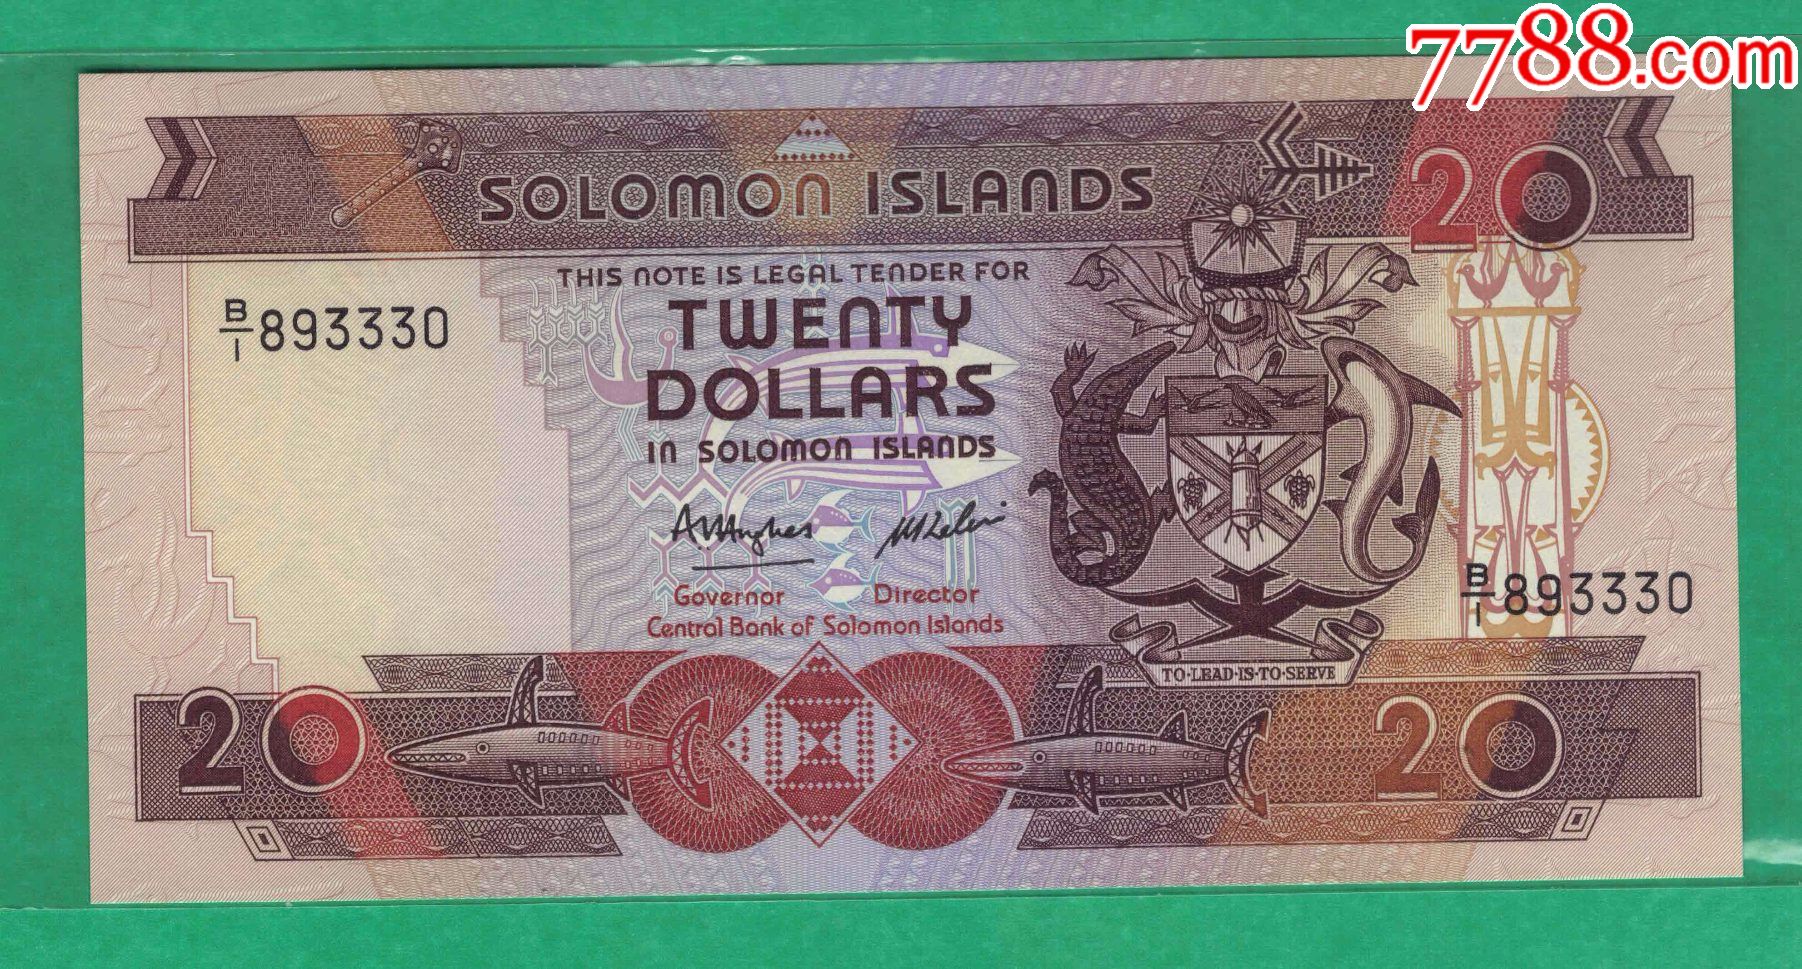 7788.com
SOLOMON ISLANDS
20
THIS NOTE IS LEGAL TENDER FOR
TWENTY
DOLLARS
IN SOLOMON ISLANDS
B/1 893330
Governor Director
Central Bank of Solomon Islands
B/1 893330
TO·LEAD·IS·TO·SERVE
20
20